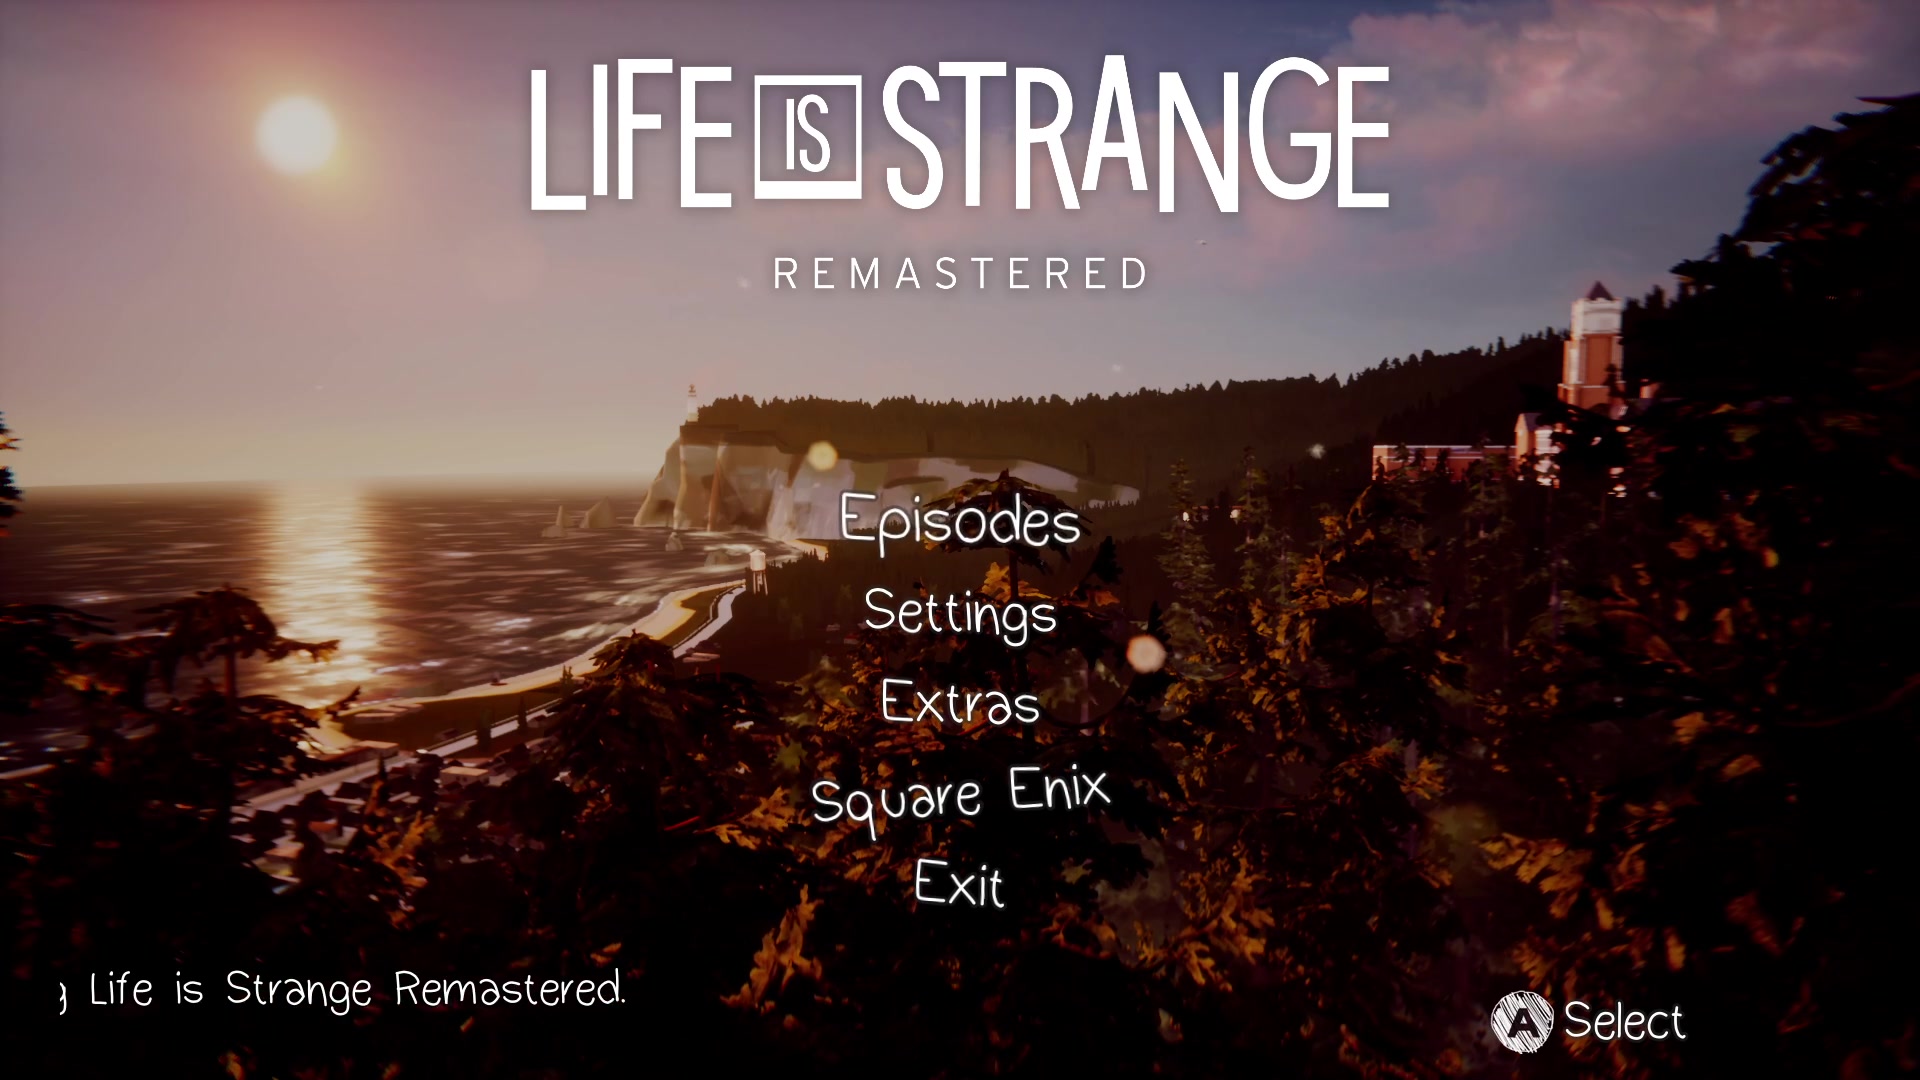 LIFE IS STRANGE
REMASTERED
Episodes
Settings
Extras
Square Enix
Exit
Life is Strange Remastered.
A Select